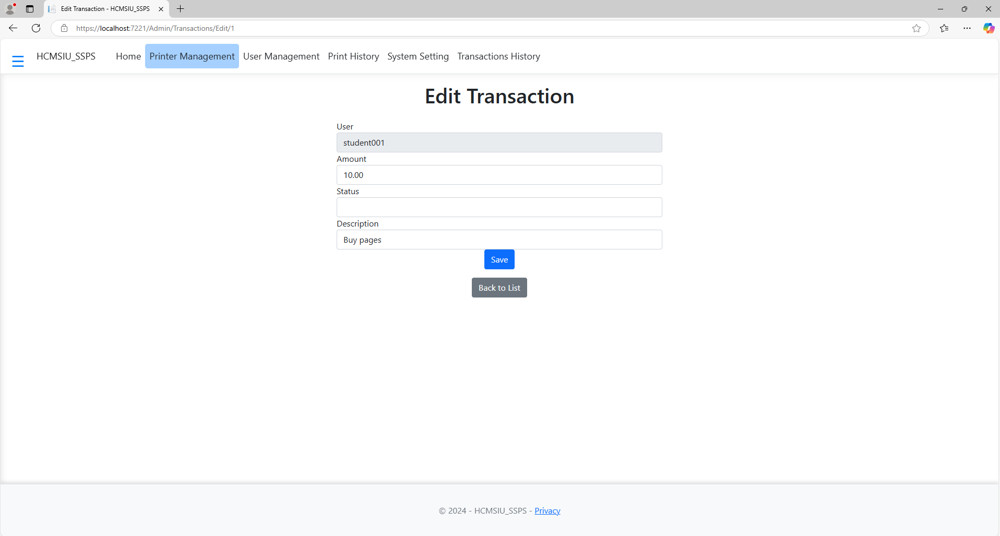 Edit Transaction - HCMSIU_SSPS
https://localhost:7221/Admin/Transactions/Edit/1
HCMSIU_SSPS Home Printer Management User Management Print History System Setting Transactions History
Edit Transaction
User
student001
Amount
10.00
Status
Description
Buy pages
Save
Back to List
© 2024 - HCMSIU_SSPS - Privacy